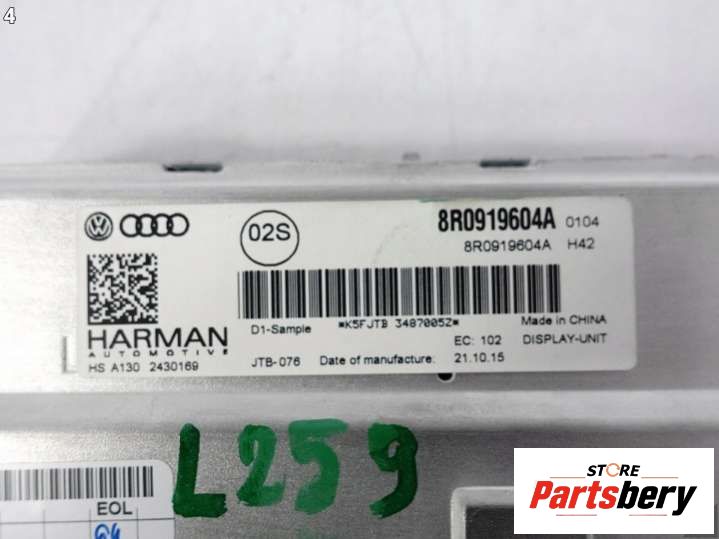 4
8R0919604A 0104
02S
8R0919604A H42
D1-Sample *K5FJTB 34870052* Made in CHINA
HARMAN
AUTOMOTIVE
EC: 102 DISPLAY-UNIT
HS A130 2430169 JTB-076 Date of manufacture: 21.10.15
L259
EOL
STORE
Partsbery